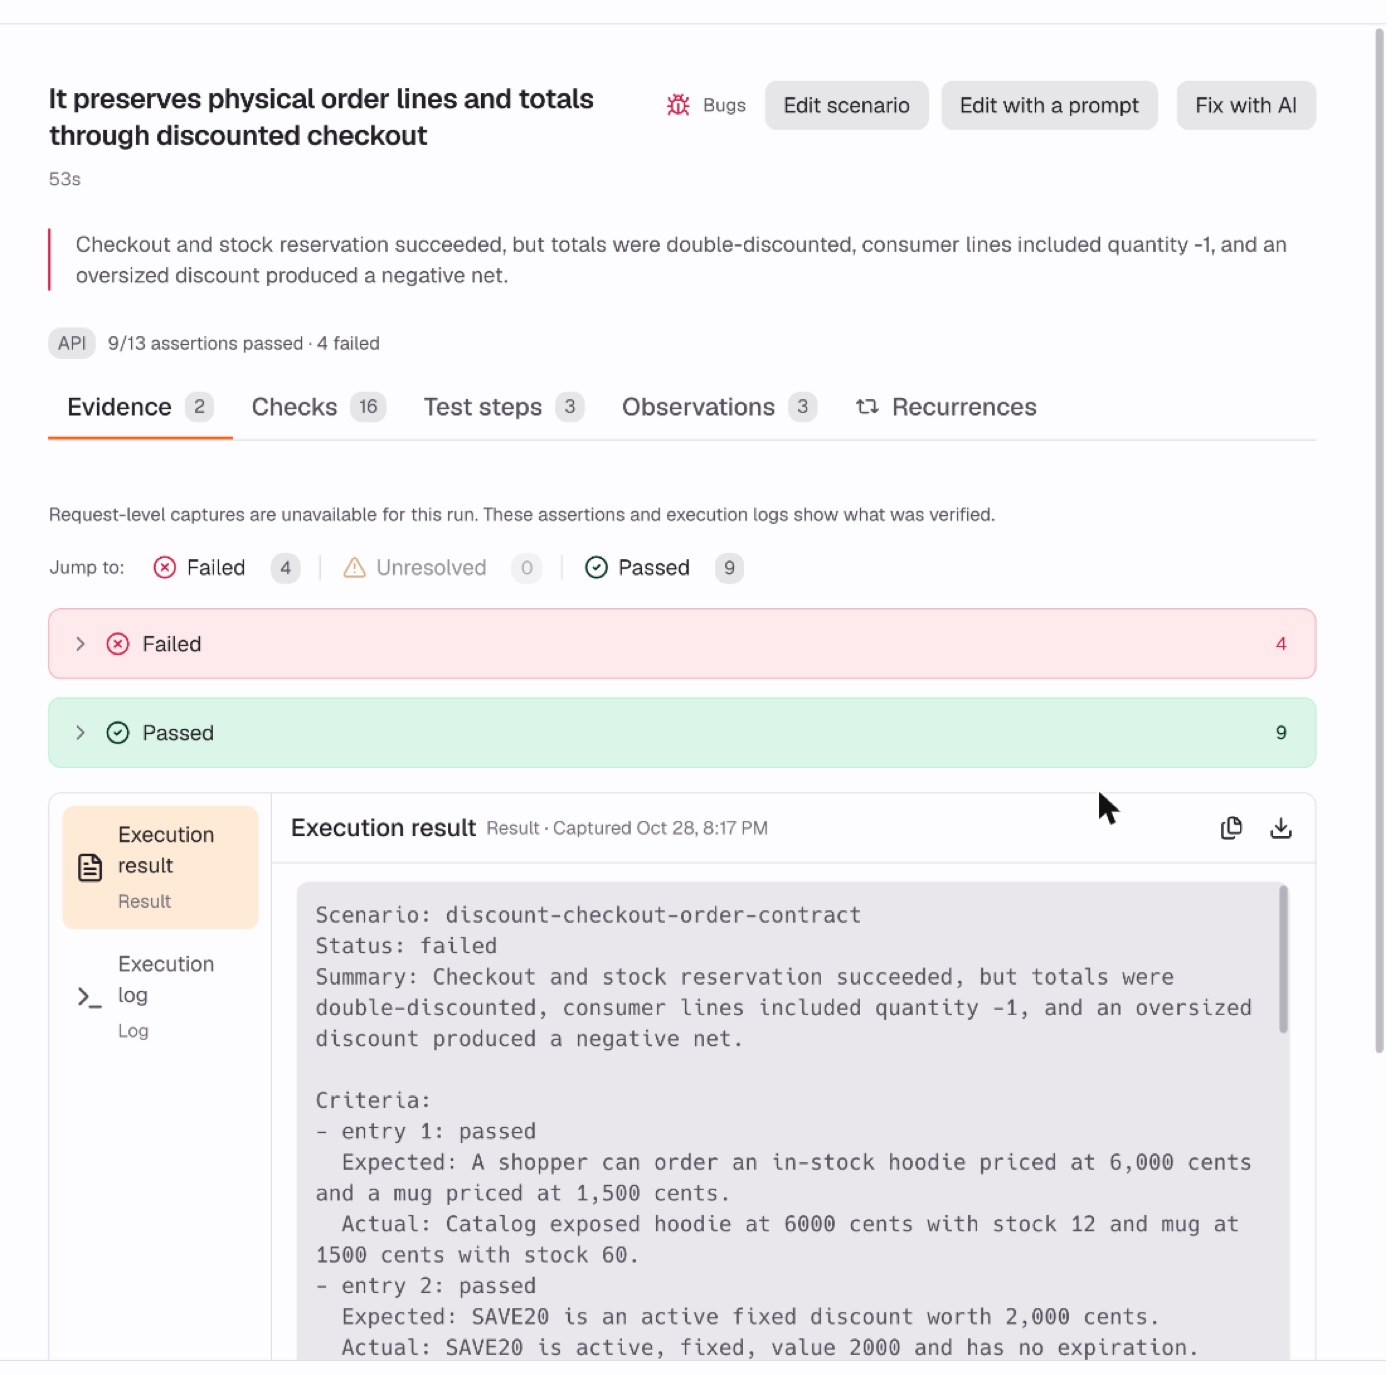 It preserves physical order lines and totals
through discounted checkout
Bugs
Edit scenario
Edit with a prompt
Fix with AI
53s
Checkout and stock reservation succeeded, but totals were double-discounted, consumer lines included quantity -1, and an
oversized discount produced a negative net.
API 9/13 assertions passed · 4 failed
Evidence 2 Checks 16 Test steps 3 Observations 3 Recurrences
Request-level captures are unavailable for this run. These assertions and execution logs show what was verified.
Jump to: Failed 4 Unresolved 0 Passed 9
Failed 4
Passed 9
Execution
result
Result
Execution
log
Log
Execution result Result · Captured Oct 28, 8:17 PM
Scenario: discount-checkout-order-contract
Status: failed
Summary: Checkout and stock reservation succeeded, but totals were
double-discounted, consumer lines included quantity -1, and an oversized
discount produced a negative net.
Criteria:
- entry 1: passed
Expected: A shopper can order an in-stock hoodie priced at 6,000 cents
and a mug priced at 1,500 cents.
Actual: Catalog exposed hoodie at 6000 cents with stock 12 and mug at
1500 cents with stock 60.
- entry 2: passed
Expected: SAVE20 is an active fixed discount worth 2,000 cents.
Actual: SAVE20 is active, fixed, value 2000 and has no expiration.